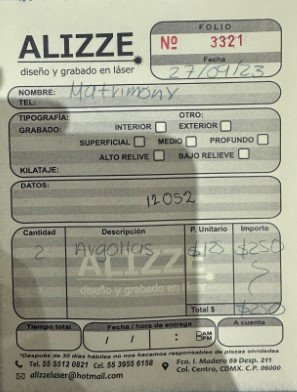 FOLIO
ALIZZE
Nº 3321
diseño y grabado en láser
Fecha
27/09/23
NOMBRE: Matrimony
TEL:
TIPOGRAFÍA:
OTRO:
GRABADO:
INTERIOR
EXTERIOR
SUPERFICIAL
MEDIO
PROFUNDO
ALTO RELIVE
BAJO RELIEVE
KILATAJE:
DATOS:
12052
Cantidad Descripción P. Unitario Importe
2 Argollas $125 $250
ALIZZE
diseño y grabado en láser
Total $ $250
Tiempo total Fecha / hora de entrega A cuenta
/ / : AM PM
*Después de 30 días hábiles no nos hacemos responsables de piezas olvidadas
Tel. 55 5512 0821 Cel. 55 3955 6158
Fco. I. Madero 69 Desp. 211
alizzelaser@hotmail.com
Col. Centro, CDMX. C.P. 06000